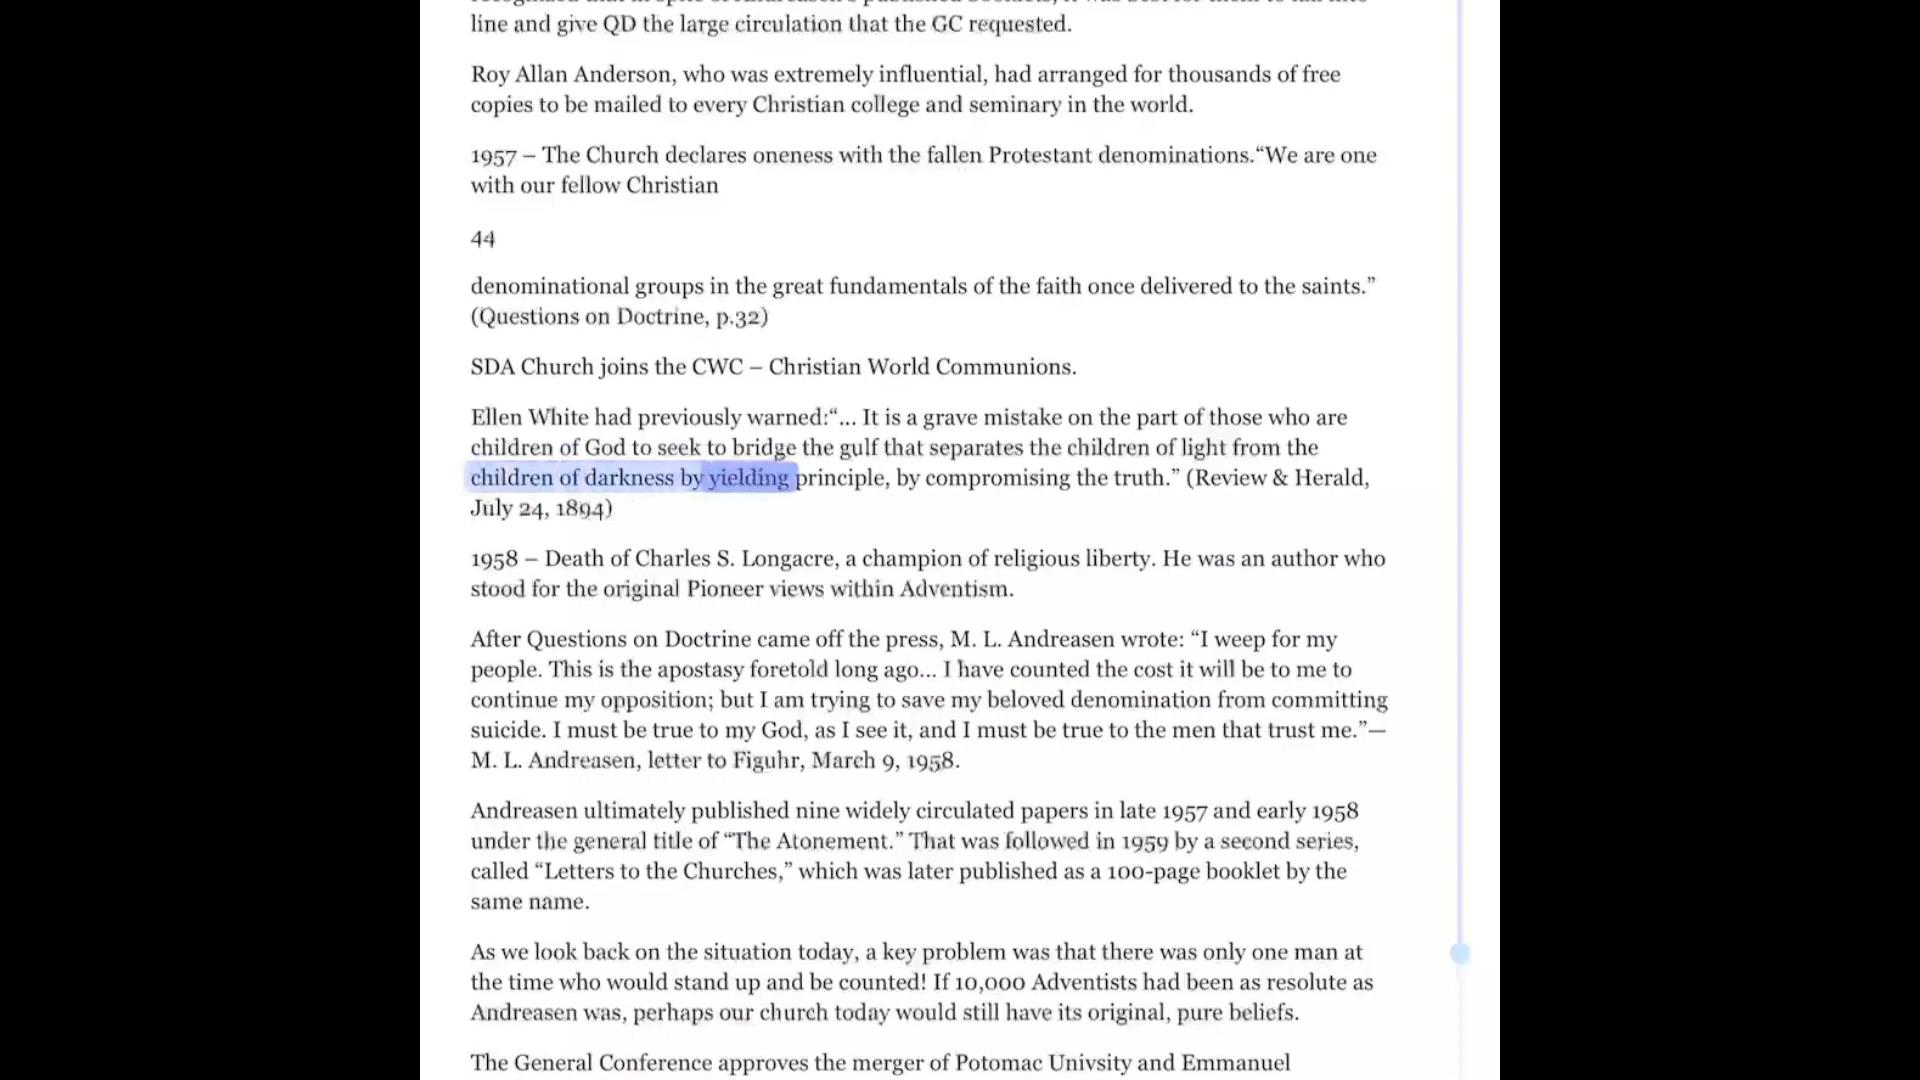 line and give QD the large circulation that the GC requested.
Roy Allan Anderson, who was extremely influential, had arranged for thousands of free
copies to be mailed to every Christian college and seminary in the world.
1957 – The Church declares oneness with the fallen Protestant denominations.“We are one
with our fellow Christian
44
denominational groups in the great fundamentals of the faith once delivered to the saints.”
(Questions on Doctrine, p.32)
SDA Church joins the CWC – Christian World Communions.
Ellen White had previously warned:“... It is a grave mistake on the part of those who are
children of God to seek to bridge the gulf that separates the children of light from the
children of darkness by yielding principle, by compromising the truth.” (Review & Herald,
July 24, 1894)
1958 – Death of Charles S. Longacre, a champion of religious liberty. He was an author who
stood for the original Pioneer views within Adventism.
After Questions on Doctrine came off the press, M. L. Andreasen wrote: “I weep for my
people. This is the apostasy foretold long ago... I have counted the cost it will be to me to
continue my opposition; but I am trying to save my beloved denomination from committing
suicide. I must be true to my God, as I see it, and I must be true to the men that trust me.”—
M. L. Andreasen, letter to Figuhr, March 9, 1958.
Andreasen ultimately published nine widely circulated papers in late 1957 and early 1958
under the general title of “The Atonement.” That was followed in 1959 by a second series,
called “Letters to the Churches,” which was later published as a 100-page booklet by the
same name.
As we look back on the situation today, a key problem was that there was only one man at
the time who would stand up and be counted! If 10,000 Adventists had been as resolute as
Andreasen was, perhaps our church today would still have its original, pure beliefs.
The General Conference approves the merger of Potomac Univsity and Emmanuel